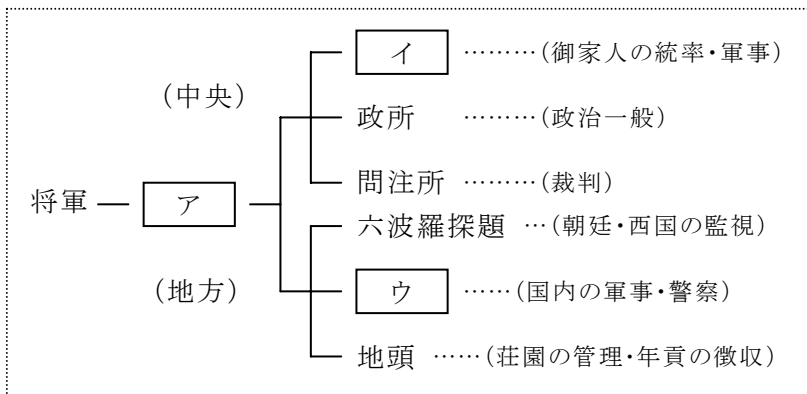 イ ………(御家人の統率・軍事)
(中央)
政所 ………(政治一般)
問注所 ………(裁判)
将軍 ア
六波羅探題 …(朝廷・西国の監視)
(地方)
ウ ……(国内の軍事・警察)
地頭 ……(荘園の管理・年貢の徴収)